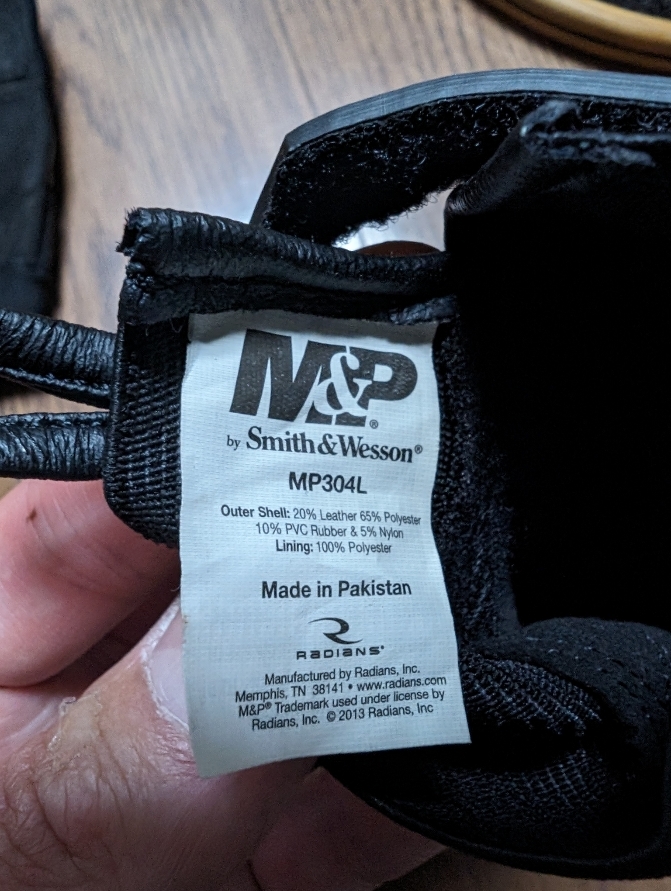 M&P®
by Smith&Wesson®
MP304L
Outer Shell: 20% Leather 65% Polyester
10% PVC Rubber & 5% Nylon
Lining: 100% Polyester
Made in Pakistan
RADIANS®
Manufactured by Radians, Inc.
Memphis, TN 38141 • www.radians.com
M&P® Trademark used under license by
Radians, Inc. © 2013 Radians, Inc